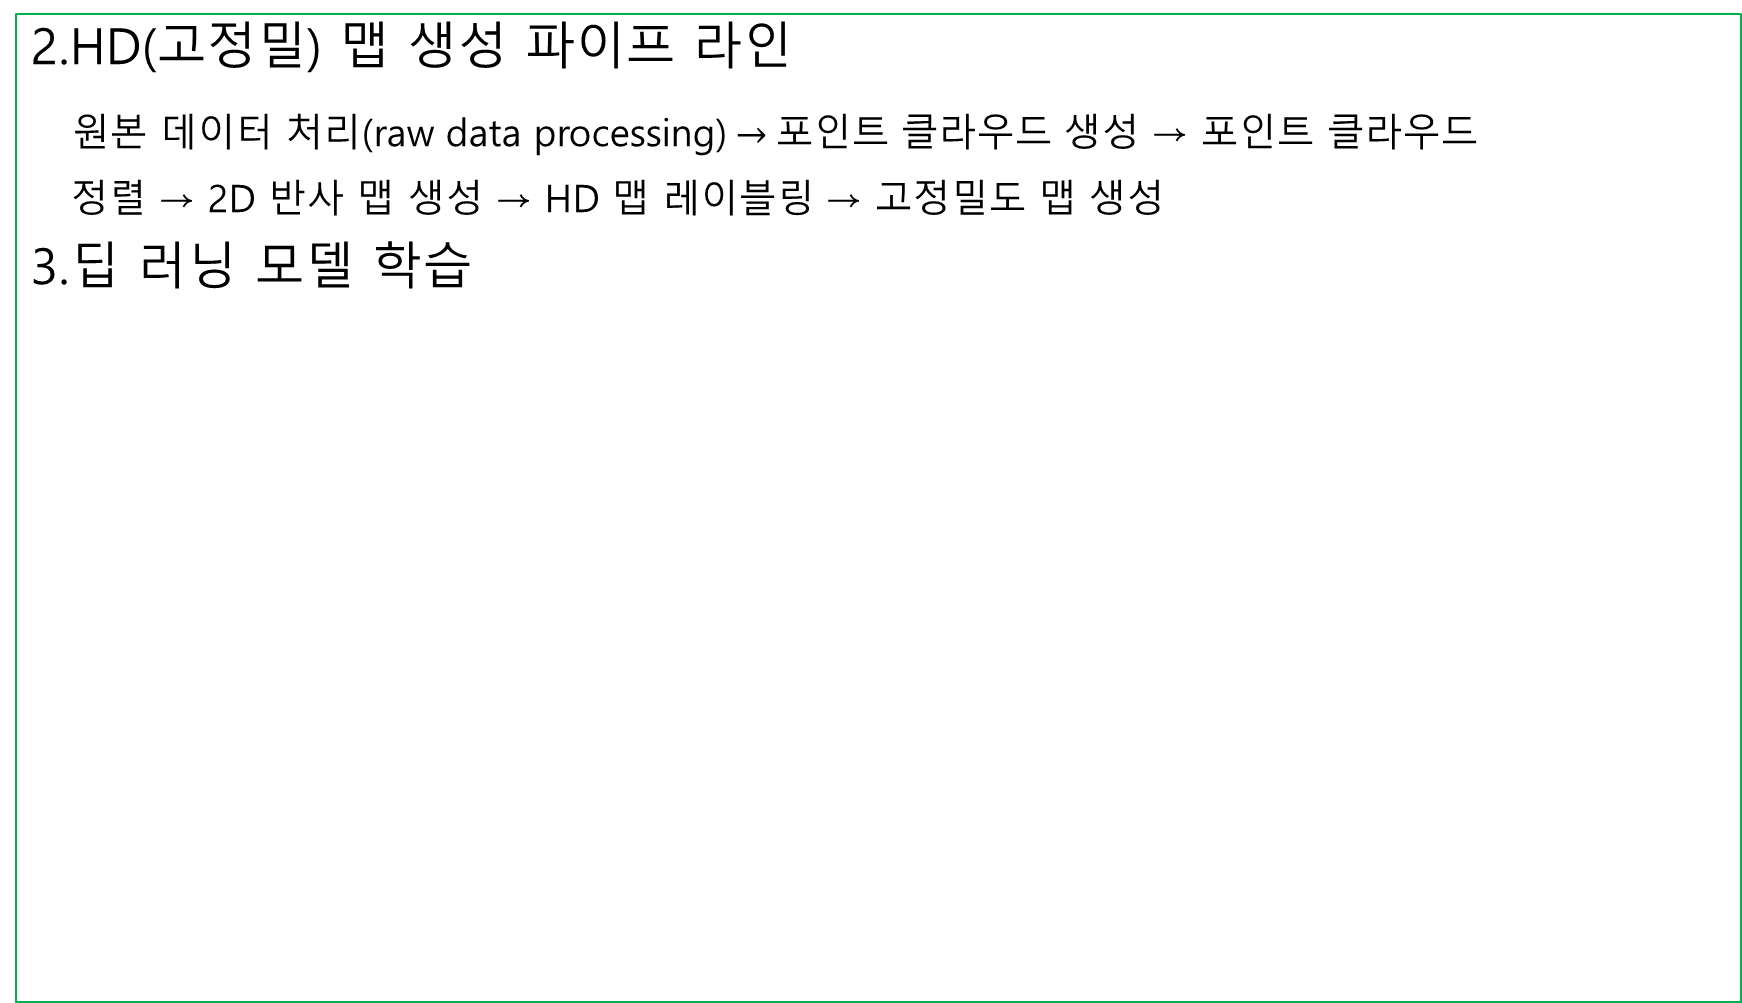 2.HD(고정밀) 맵 생성 파이프 라인
원본 데이터 처리(raw data processing) → 포인트 클라우드 생성 → 포인트 클라우드
정렬 → 2D 반사 맵 생성 → HD 맵 레이블링 → 고정밀도 맵 생성
3.딥 러닝 모델 학습